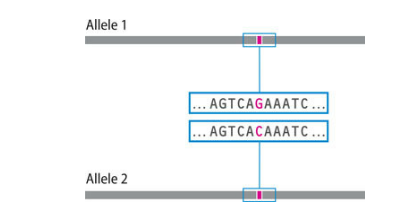 Allele 1
... AGTCAGAAATC ...
... AGTCACAAATC ...
Allele 2